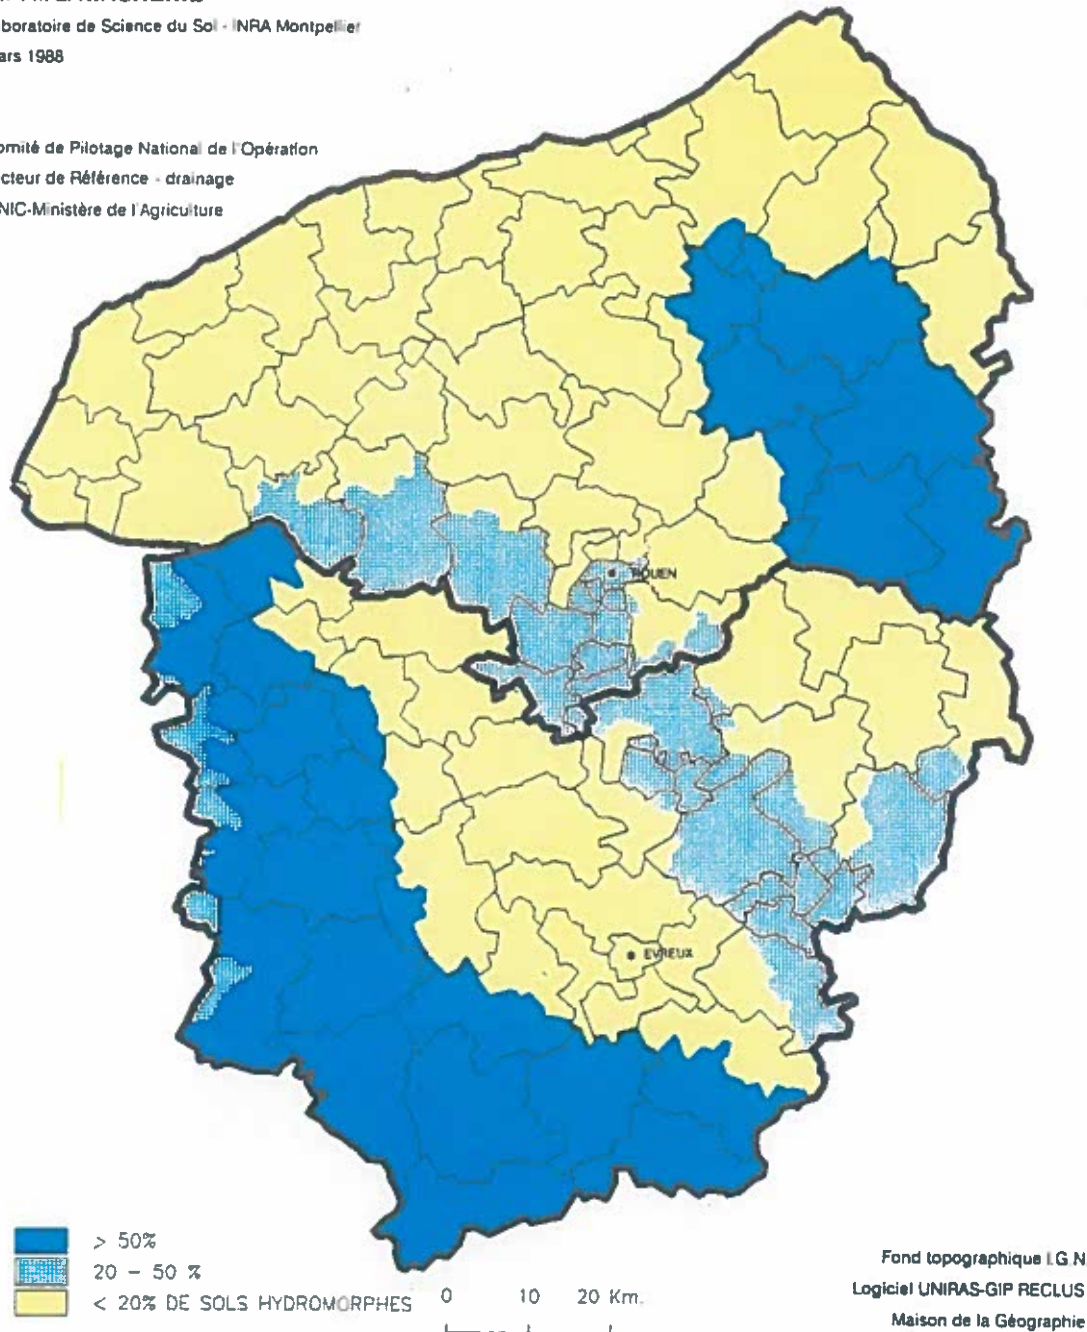 boratoire de Science du Sol - INRA Montpellier
ars 1988
omité de Pilotage National de l'Opération
cteur de Référence - drainage
NIC-Ministère de l'Agriculture
ROUEN
EVREUX
> 50%
20 - 50 %
< 20% DE SOLS HYDROMORPHES
0 10 20 Km.
Fond topographique I.G.N
Logiciel UNIRAS-GIP RECLUS
Maison de la Géographie